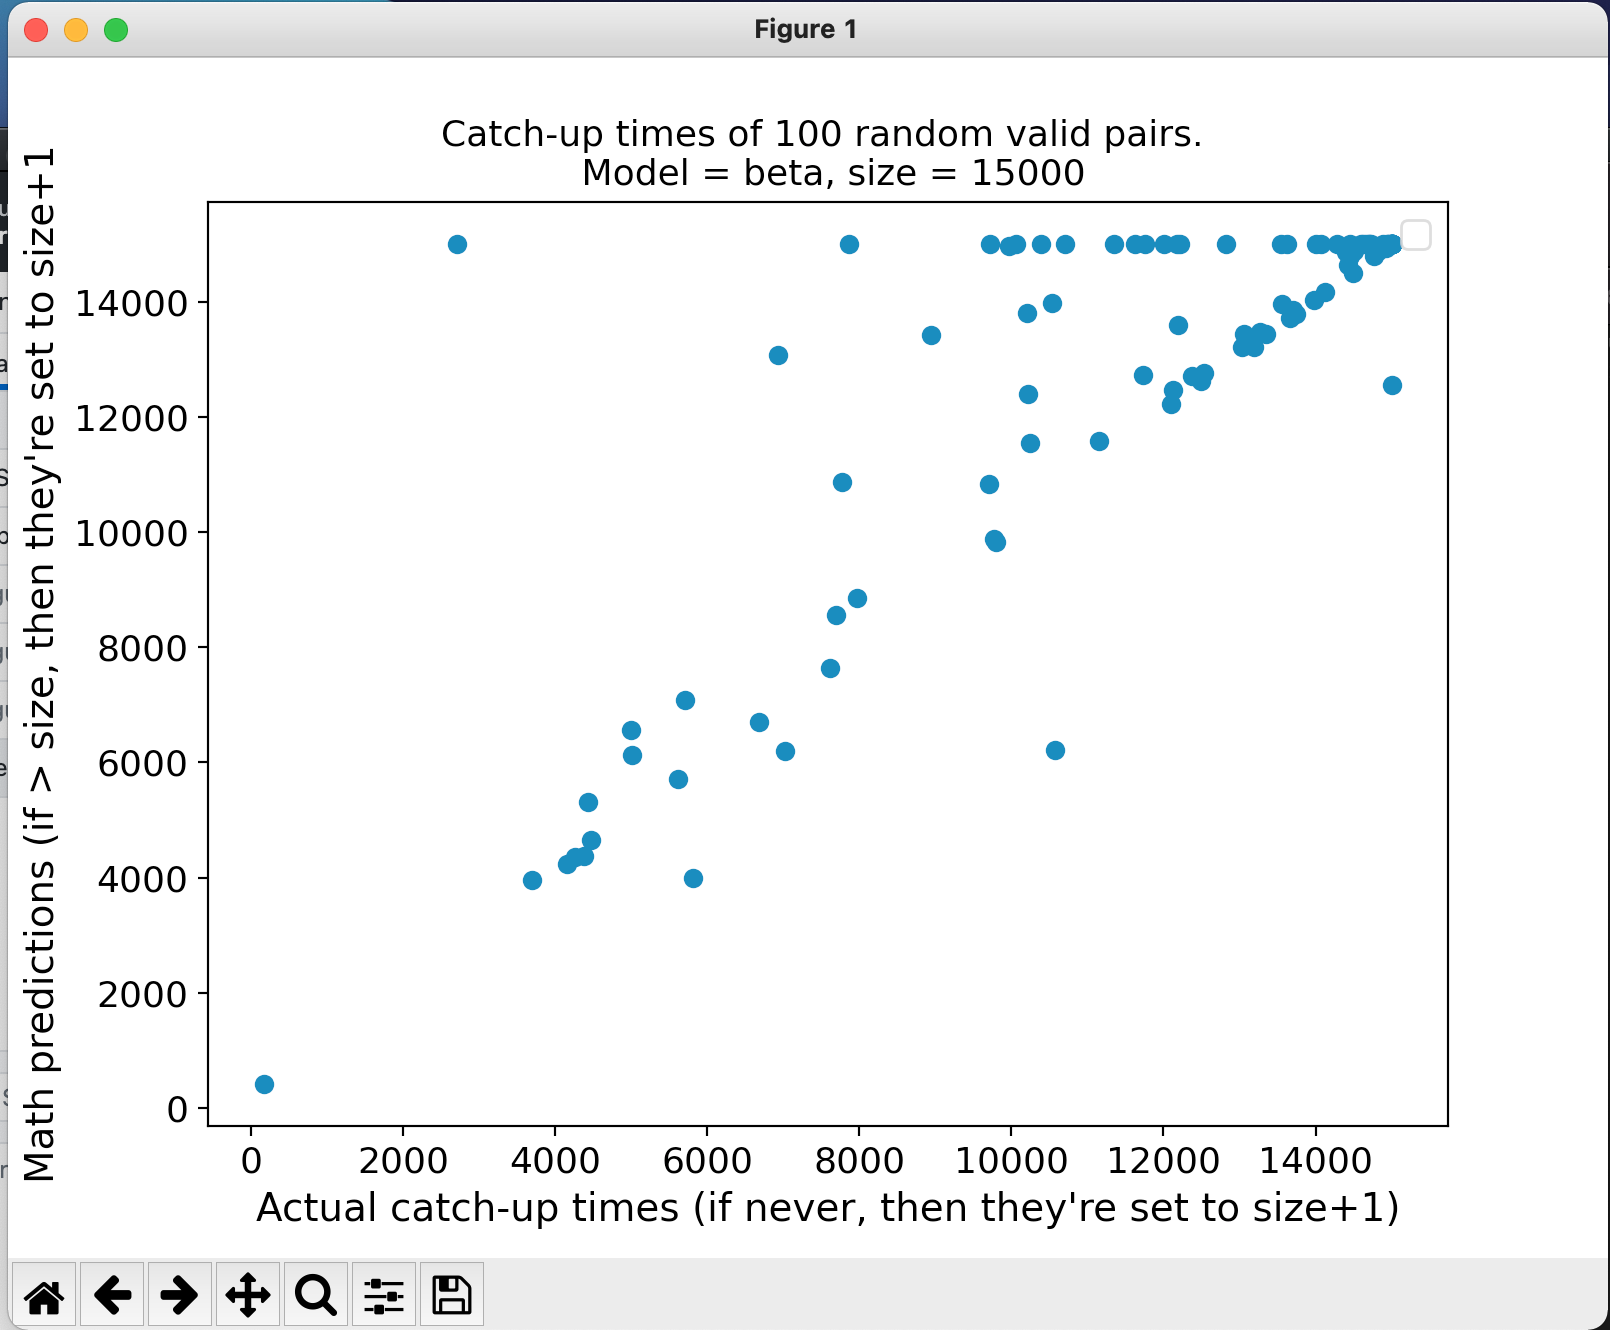 Figure 1
Catch-up times of 100 random valid pairs.
Model = beta, size = 15000
Math predictions (if > size, then they're set to size+1
14000
12000
10000
8000
6000
4000
2000
0
0 2000 4000 6000 8000 10000 12000 14000
Actual catch-up times (if never, then they're set to size+1)